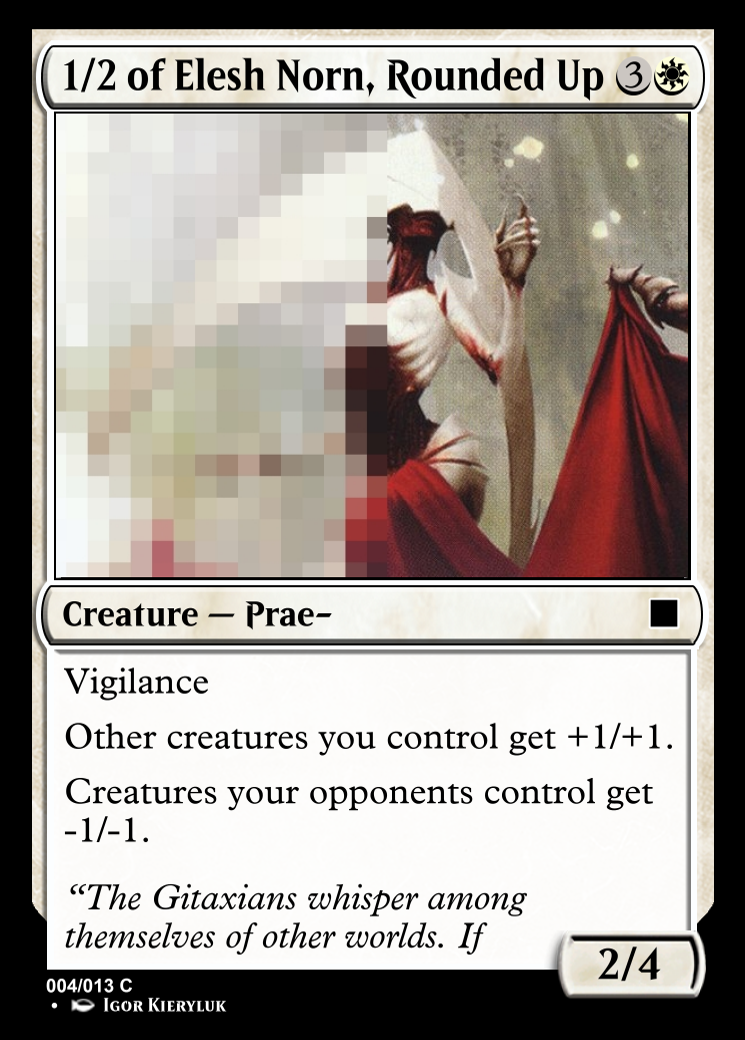 1/2 of Elesh Norn, Rounded Up 3
Creature — Prae-
Vigilance
Other creatures you control get +1/+1.
Creatures your opponents control get
-1/-1.
“The Gitaxians whisper among
themselves of other worlds. If
2/4
004/013 C
• Igor Kieryluk